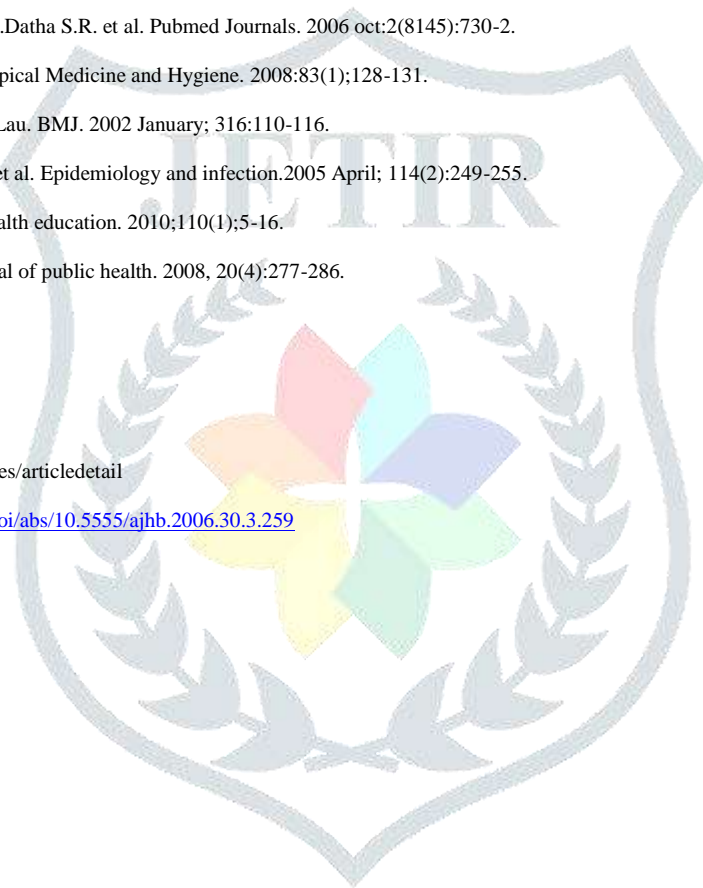 .Datha S.R. et al. Pubmed Journals. 2006 oct:2(8145):730-2.
pical Medicine and Hygiene. 2008:83(1);128-131.
Lau. BMJ. 2002 January; 316:110-116.
et al. Epidemiology and infection.2005 April; 114(2):249-255.
JETIR
alth education. 2010;110(1);5-16.
al of public health. 2008, 20(4):277-286.
es/articledetail
oi/abs/10.5555/ajhb.2006.30.3.259